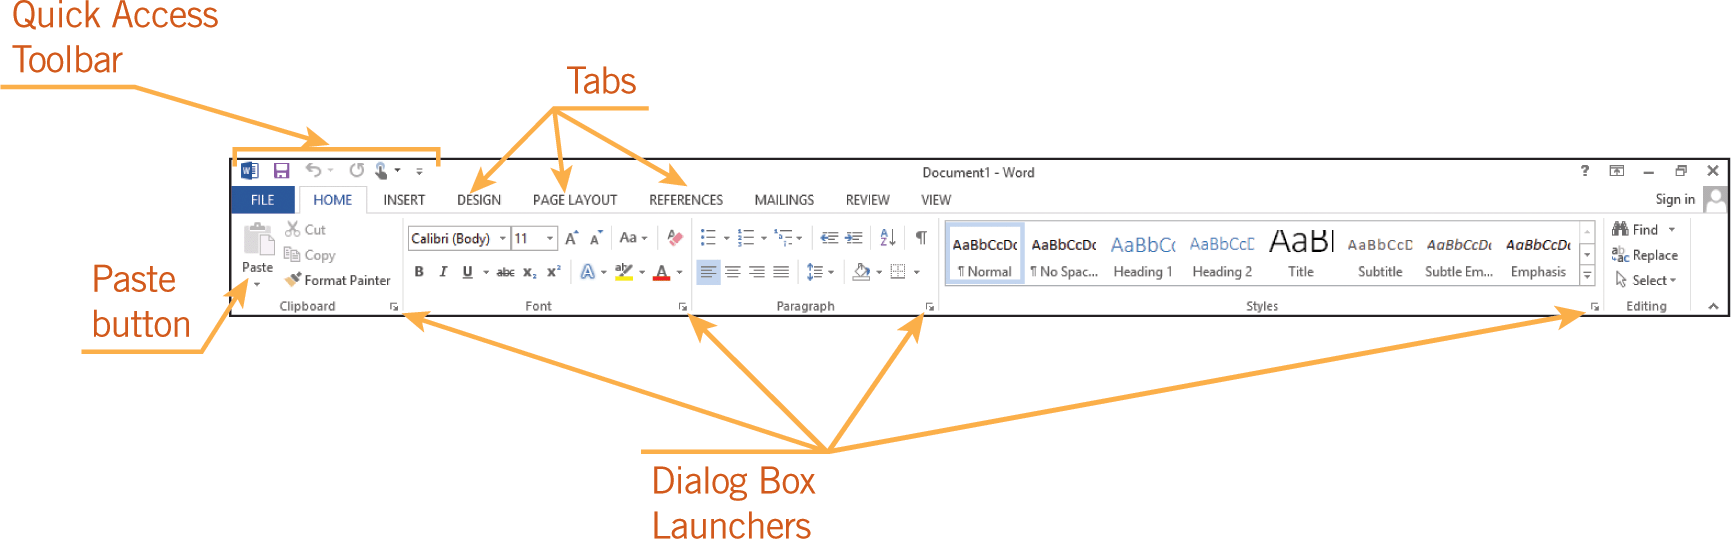 Quick Access
Toolbar
Tabs
Document1 - Word
?
FILE HOME INSERT DESIGN PAGE LAYOUT REFERENCES MAILINGS REVIEW VIEW Sign in
Cut
Copy
Format Painter
Paste
Clipboard
Calibri (Body) 11 Aa
B I U abc x₂ x² A aby A
Font
Paragraph
AaBbCcDc AaBbCcDc AaBbCc AaBbCcE AaBl AaBbCcD AaBbCcDc AaBbCcDc
¶ Normal ¶ No Spac... Heading 1 Heading 2 Title Subtitle Subtle Em... Emphasis
Styles
Find
Replace
Select
Editing
Paste
button
Dialog Box
Launchers